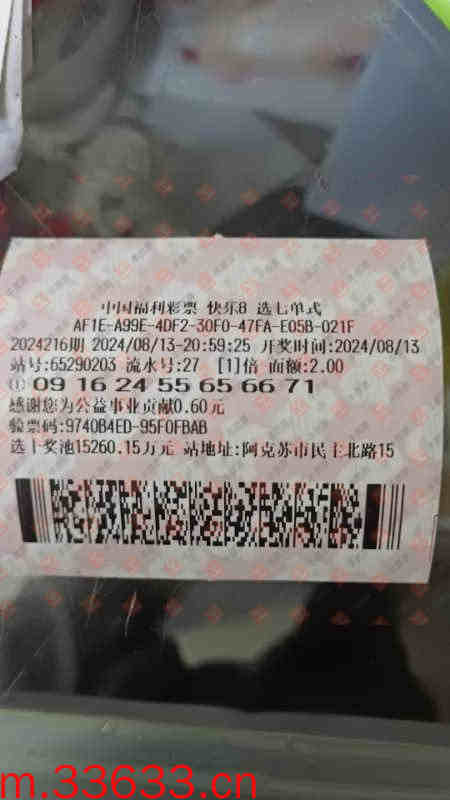 中国福利彩票 快乐8 选七单式
AF1E-A99E-4DF2-30F0-47FA-E05B-021F
2024216期 2024/08/13-20:59:25 开奖时间:2024/08/13
站号:65290203 流水号:27 [1]倍 面额:2.00
① 09 16 24 55 65 66 71
感谢您为公益事业贡献0.60元
验票码:9740B4ED-95F0FBAB
选十奖池15260.15万元 站地址:阿克苏市民主北路15
m.33633.cn